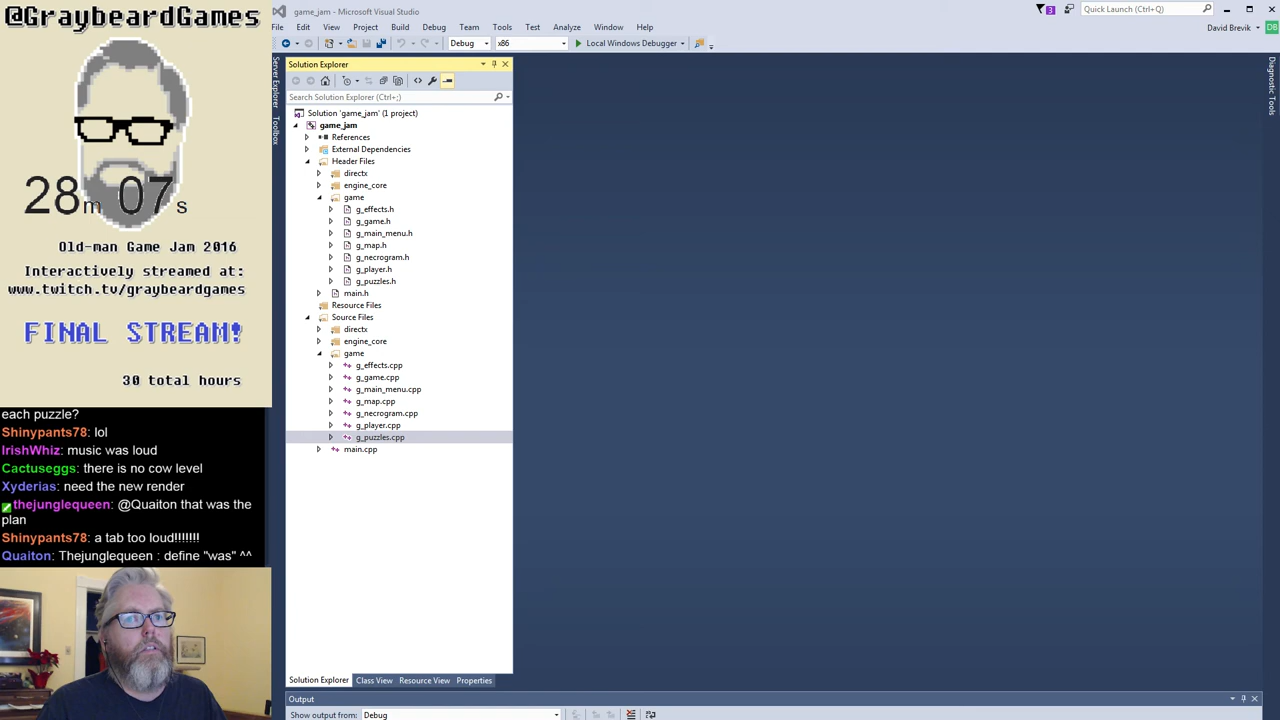 @GraybeardGames
28m 07s
Old-man Game Jam 2016
Interactively streamed at:
www.twitch.tv/graybeardgames
FINAL STREAM!
30 total hours
each puzzle?
Shinypants78: lol
IrishWhiz: music was loud
Cactuseggs: there is no cow level
Xyderias: need the new render
thejunglequeen: @Quaiton that was the
plan
Shinypants78: a tab too loud!!!!!!!
Quaiton: Thejunglequeen : define "was" ^^
game_jam - Microsoft Visual Studio
3
Quick Launch (Ctrl+Q)
File Edit View Project Build Debug Team Tools Test Analyze Window Help
David Brevik
DB
Debug x86 Local Windows Debugger
Server Explorer
Toolbox
Diagnostic Tools
Solution Explorer
Search Solution Explorer (Ctrl+;)
Solution 'game_jam' (1 project)
game_jam
References
External Dependencies
Header Files
directx
engine_core
game
g_effects.h
g_game.h
g_main_menu.h
g_map.h
g_necrogram.h
g_player.h
g_puzzles.h
main.h
Resource Files
Source Files
directx
engine_core
game
g_effects.cpp
g_game.cpp
g_main_menu.cpp
g_map.cpp
g_necrogram.cpp
g_player.cpp
g_puzzles.cpp
main.cpp
Solution Explorer Class View Resource View Properties
Output
Show output from: Debug